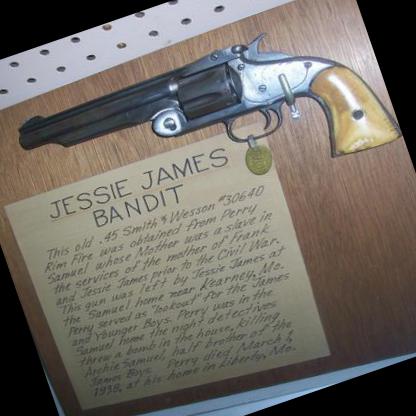 JESSIE JAMES
BANDIT
This old .45 Smith & Wesson #30640
Rim Fire was obtained from Perry
Samuel whose Mother was a slave in
the services of the mother of Frank
and Jessie James prior to the Civil War.
This gun was left by Jessie James at
the Samuel home near Kearney, Mo.
Perry served as "lookout" for the James
and Younger Boys. Perry was in the
Samuel home the night detectives
threw a bomb in the house, killing
Archie Samuel, half brother of the
James Boys. Perry died March 1,
1938, at his home in Liberty, Mo.